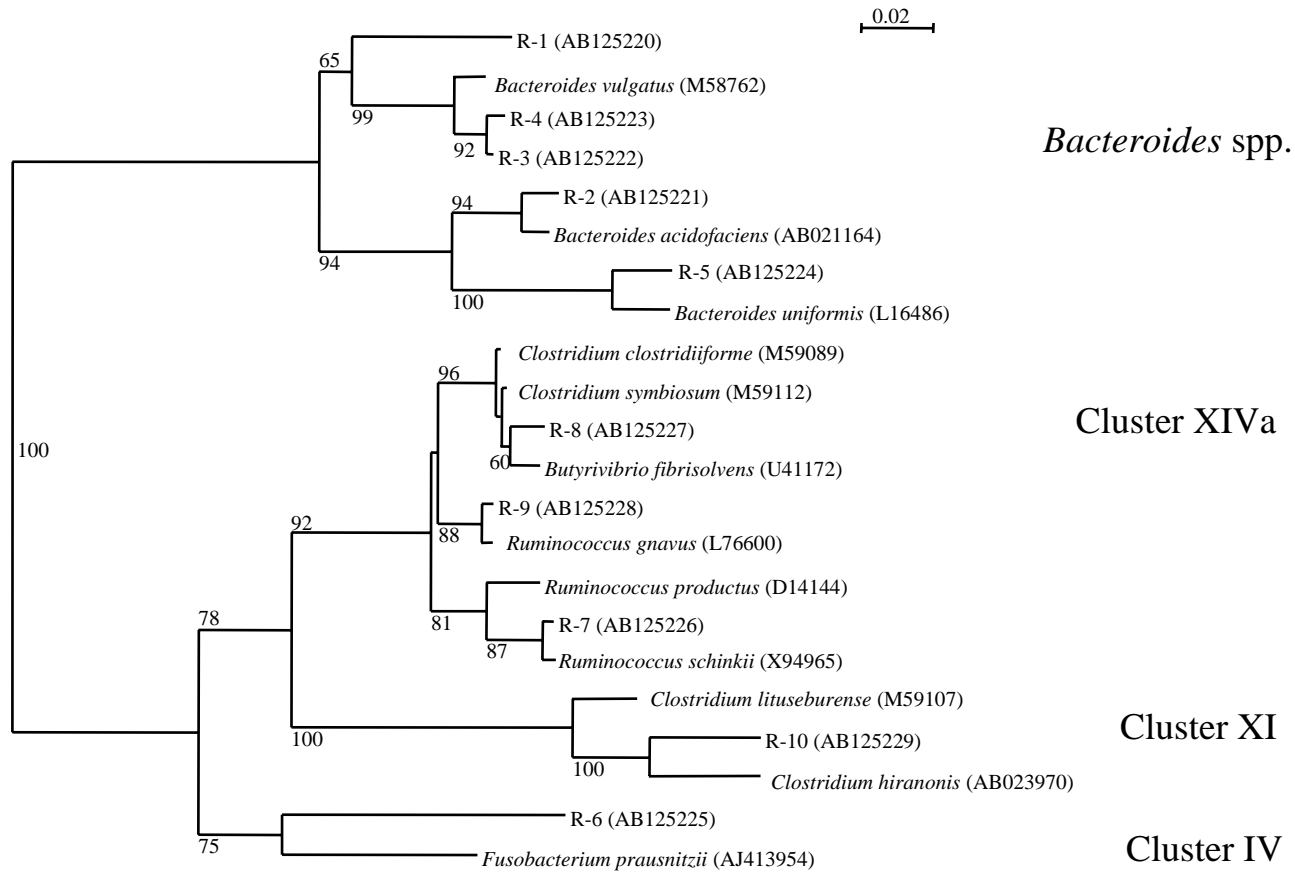 0.02
R-1 (AB125220)
65
Bacteroides vulgatus (M58762)
99
R-4 (AB125223)
Bacteroides spp.
92
R-3 (AB125222)
94
R-2 (AB125221)
Bacteroides acidofaciens (AB021164)
94
R-5 (AB125224)
100
Bacteroides uniformis (L16486)
Clostridium clostridiiforme (M59089)
96
Clostridium symbiosum (M59112)
Cluster XIVa
R-8 (AB125227)
100
60
Butyrivibrio fibrisolvens (U41172)
R-9 (AB125228)
92
88
Ruminococcus gnavus (L76600)
Ruminococcus productus (D14144)
78
81
R-7 (AB125226)
87
Ruminococcus schinkii (X94965)
Clostridium lituseburense (M59107)
Cluster XI
100
R-10 (AB125229)
100
Clostridium hiranonis (AB023970)
R-6 (AB125225)
75
Cluster IV
Fusobacterium prausnitzii (AJ413954)